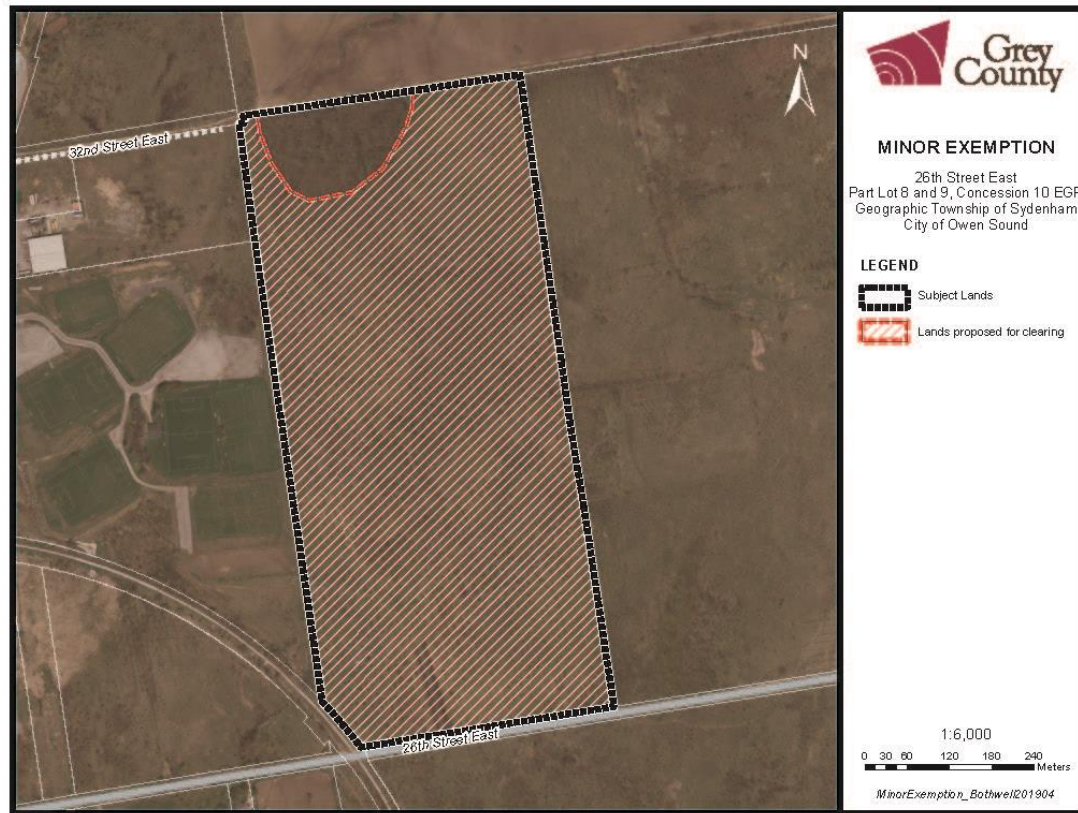 32nd Street East
26th Street East
N
Grey
County
MINOR EXEMPTION
26th Street East
Part Lot 8 and 9, Concession 10 EGR
Geographic Township of Sydenham
City of Owen Sound
LEGEND
Subject Lands
Lands proposed for clearing
1:6,000
0 30 60 120 180 240
Meters
MinorExemption_Bothwell201904